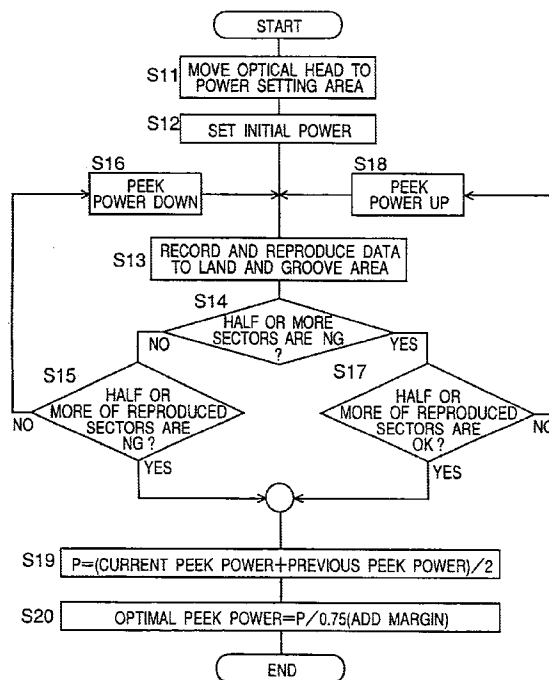 START
S11
MOVE OPTICAL HEAD TO
POWER SETTING AREA
S12
SET INITIAL POWER
S16
PEEK
POWER DOWN
S18
PEEK
POWER UP
S13
RECORD AND REPRODUCE DATA
TO LAND AND GROOVE AREA
S14
HALF OR MORE
SECTORS ARE NG
?
NO
YES
S15
HALF OR
MORE OF REPRODUCED
SECTORS ARE
NG?
NO
YES
S17
HALF OR
MORE OF REPRODUCED
SECTORS ARE
OK?
NO
YES
S19
P=(CURRENT PEEK POWER+PREVIOUS PEEK POWER)/2
S20
OPTIMAL PEEK POWER=P/0.75(ADD MARGIN)
END